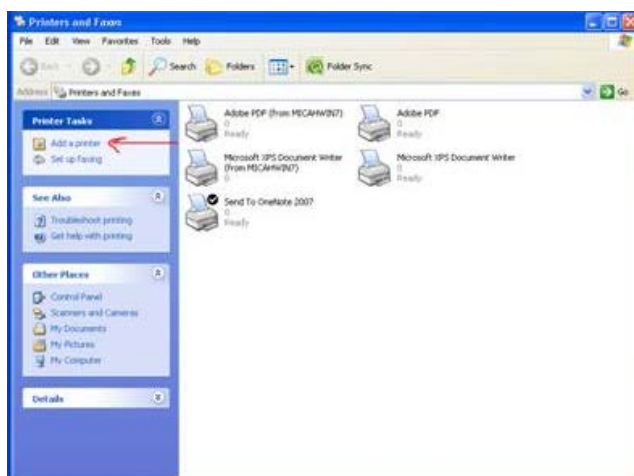 Printers and Faxes
File Edit View Favorites Tools Help
Back Search Folders Folder Sync
Address Printers and Faxes Go
Printer Tasks
Add a printer
Set up faxing
See Also
Troubleshoot printing
Get help with printing
Other Places
Control Panel
Scanners and Cameras
My Documents
My Pictures
My Computer
Details
Adobe PDF (from MICAHWIN7)
0
Ready
Adobe PDF
0
Ready
Microsoft XPS Document Writer
(from MICAHWIN7)
0
Ready
Microsoft XPS Document Writer
0
Ready
Send To OneNote 2007
0
Ready